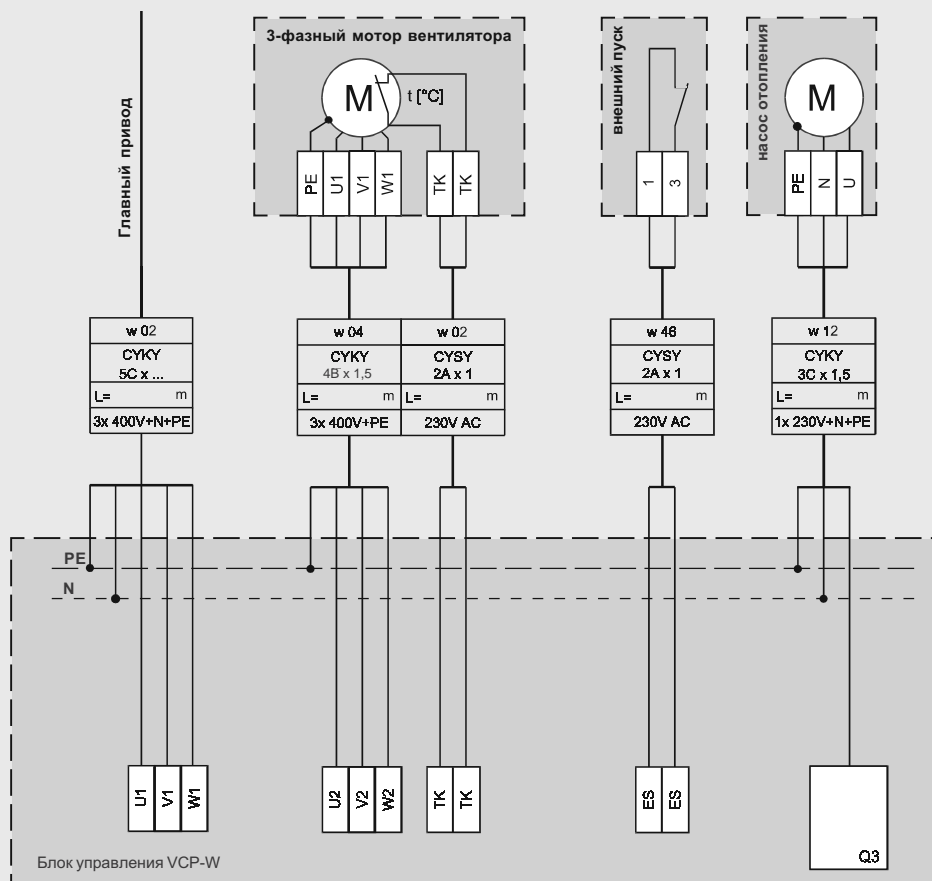 3-фазный мотор вентилятора
внешний пуск
насос отопления
Главный привод
M
t [°C]
M
PE
U1
V1
W1
TK
TK
1
3
PE
N
U
w 02
CYKY
5C x ...
L= m
3x 400V+N+PE
w 04
CYKY
4B x 1,5
L= m
3x 400V+PE
w 02
CYSY
2A x 1
L= m
230V AC
w 46
CYSY
2A x 1
L= m
230V AC
w 12
CYKY
3C x 1,5
L= m
1x 230V+N+PE
PE
N
U1
V1
W1
U2
V2
W2
TK
TK
ES
ES
Q3
Блок управления VCP-W